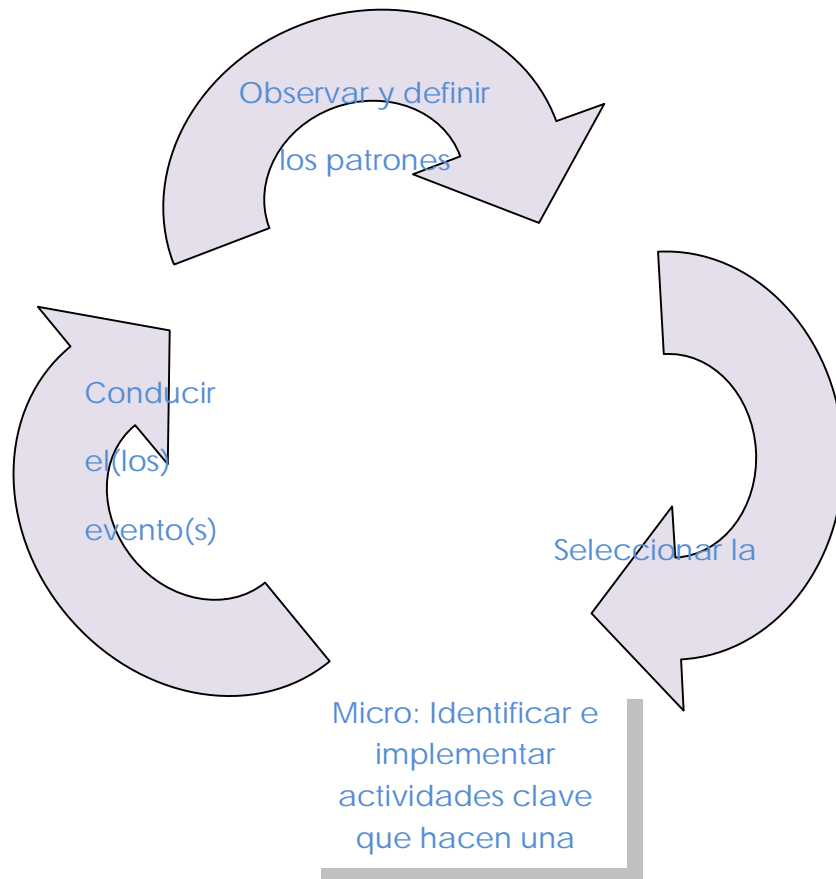 Observar y definir
los patrones
Conducir
el(los)
evento(s)
Seleccionar la
Micro: Identificar e
implementar
actividades clave
que hacen una